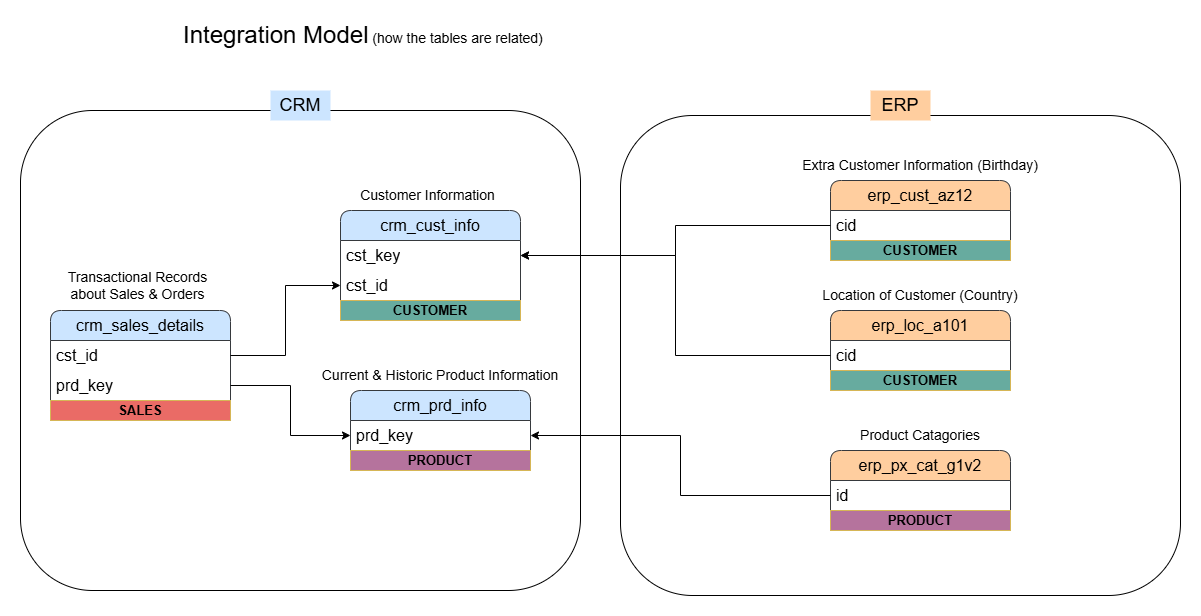 Integration Model (how the tables are related)
CRM
Customer Information
crm_cust_info
cst_key
cst_id
CUSTOMER
Transactional Records
about Sales & Orders
crm_sales_details
cst_id
prd_key
SALES
Current & Historic Product Information
crm_prd_info
prd_key
PRODUCT
ERP
Extra Customer Information (Birthday)
erp_cust_az12
cid
CUSTOMER
Location of Customer (Country)
erp_loc_a101
cid
CUSTOMER
Product Catagories
erp_px_cat_g1v2
id
PRODUCT